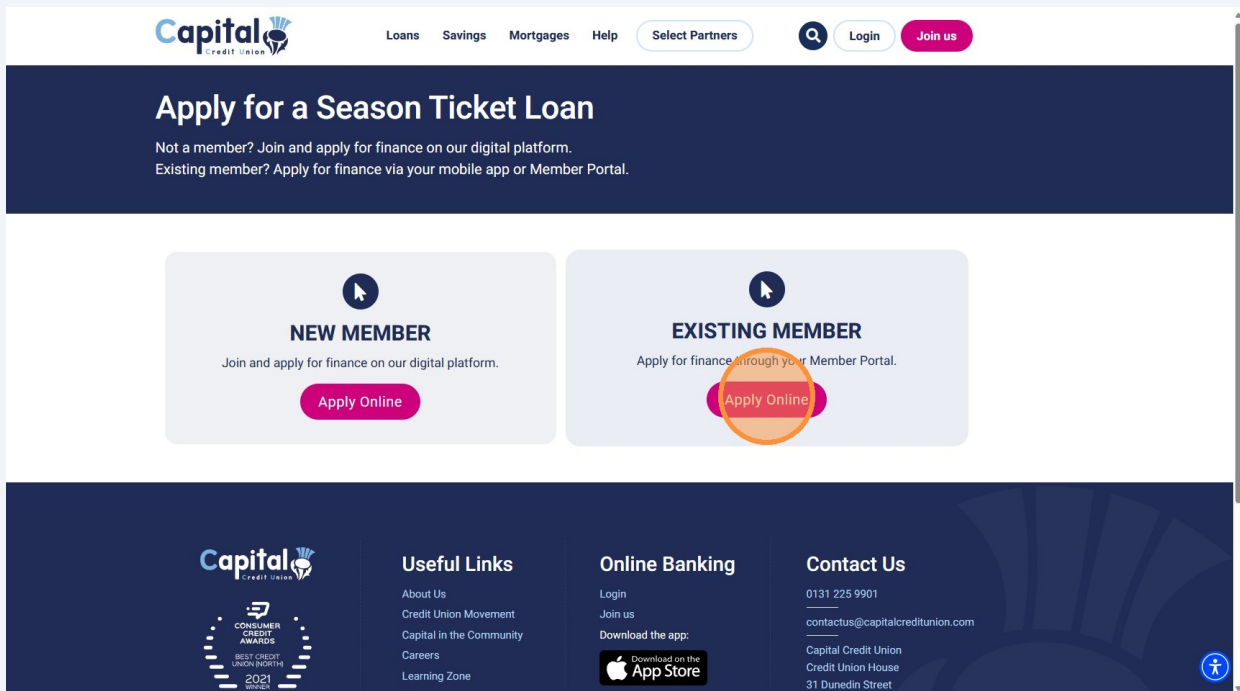 Capital
Credit Union
Loans
Savings
Mortgages
Help
Select Partners
Login
Join us
Apply for a Season Ticket Loan
Not a member? Join and apply for finance on our digital platform.
Existing member? Apply for finance via your mobile app or Member Portal.
NEW MEMBER
Join and apply for finance on our digital platform.
Apply Online
EXISTING MEMBER
Apply for finance through your Member Portal.
Apply Online
Capital
Credit Union
CONSUMER
CREDIT
AWARDS
BEST CREDIT
UNION (NORTH)
2021
WINNER
Useful Links
About Us
Credit Union Movement
Capital in the Community
Careers
Learning Zone
Online Banking
Login
Join us
Download the app:
Download on the
App Store
Contact Us
0131 225 9901
contactus@capitalcreditunion.com
Capital Credit Union
Credit Union House
31 Dunedin Street